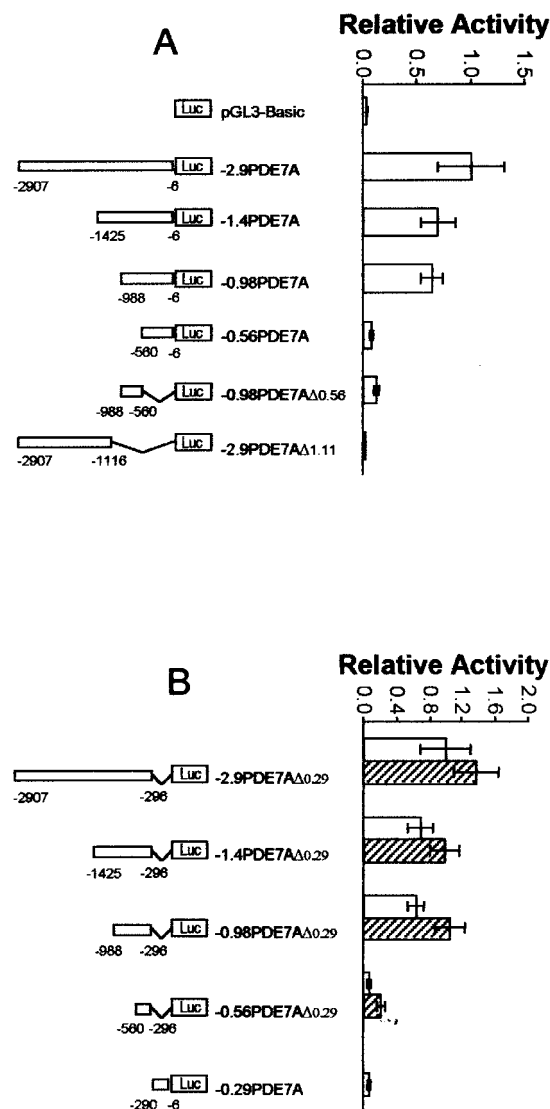 Relative Activity
A
0.0 0.5 1.0 1.5
Luc pGL3-Basic
Luc -2.9PDE7A
-2907 -6
Luc -1.4PDE7A
-1425 -6
Luc -0.98PDE7A
-988 -6
Luc -0.56PDE7A
-560 -6
Luc -0.98PDE7AΔ0.56
-988 -560
Luc -2.9PDE7AΔ1.11
-2907 -1116
Relative Activity
B
0.0 0.4 0.8 1.2 1.6 2.0
Luc -2.9PDE7AΔ0.29
-2907 -296
Luc -1.4PDE7AΔ0.29
-1425 -296
Luc -0.98PDE7AΔ0.29
-988 -296
Luc -0.56PDE7AΔ0.29
-560 -296
Luc -0.29PDE7A
-290 -6